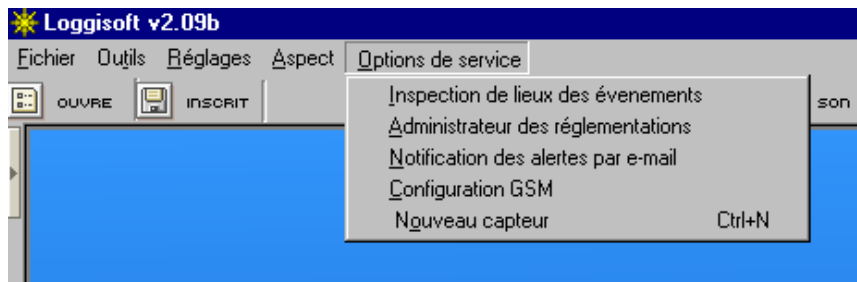 Loggisoft v2.09b
Fichier Outils Réglages Aspect Options de service
OUVRE INSCRIT son
Inspection de lieux des évenements
Administrateur des réglementations
Notification des alertes par e-mail
Configuration GSM
Nouveau capteur Ctrl+N